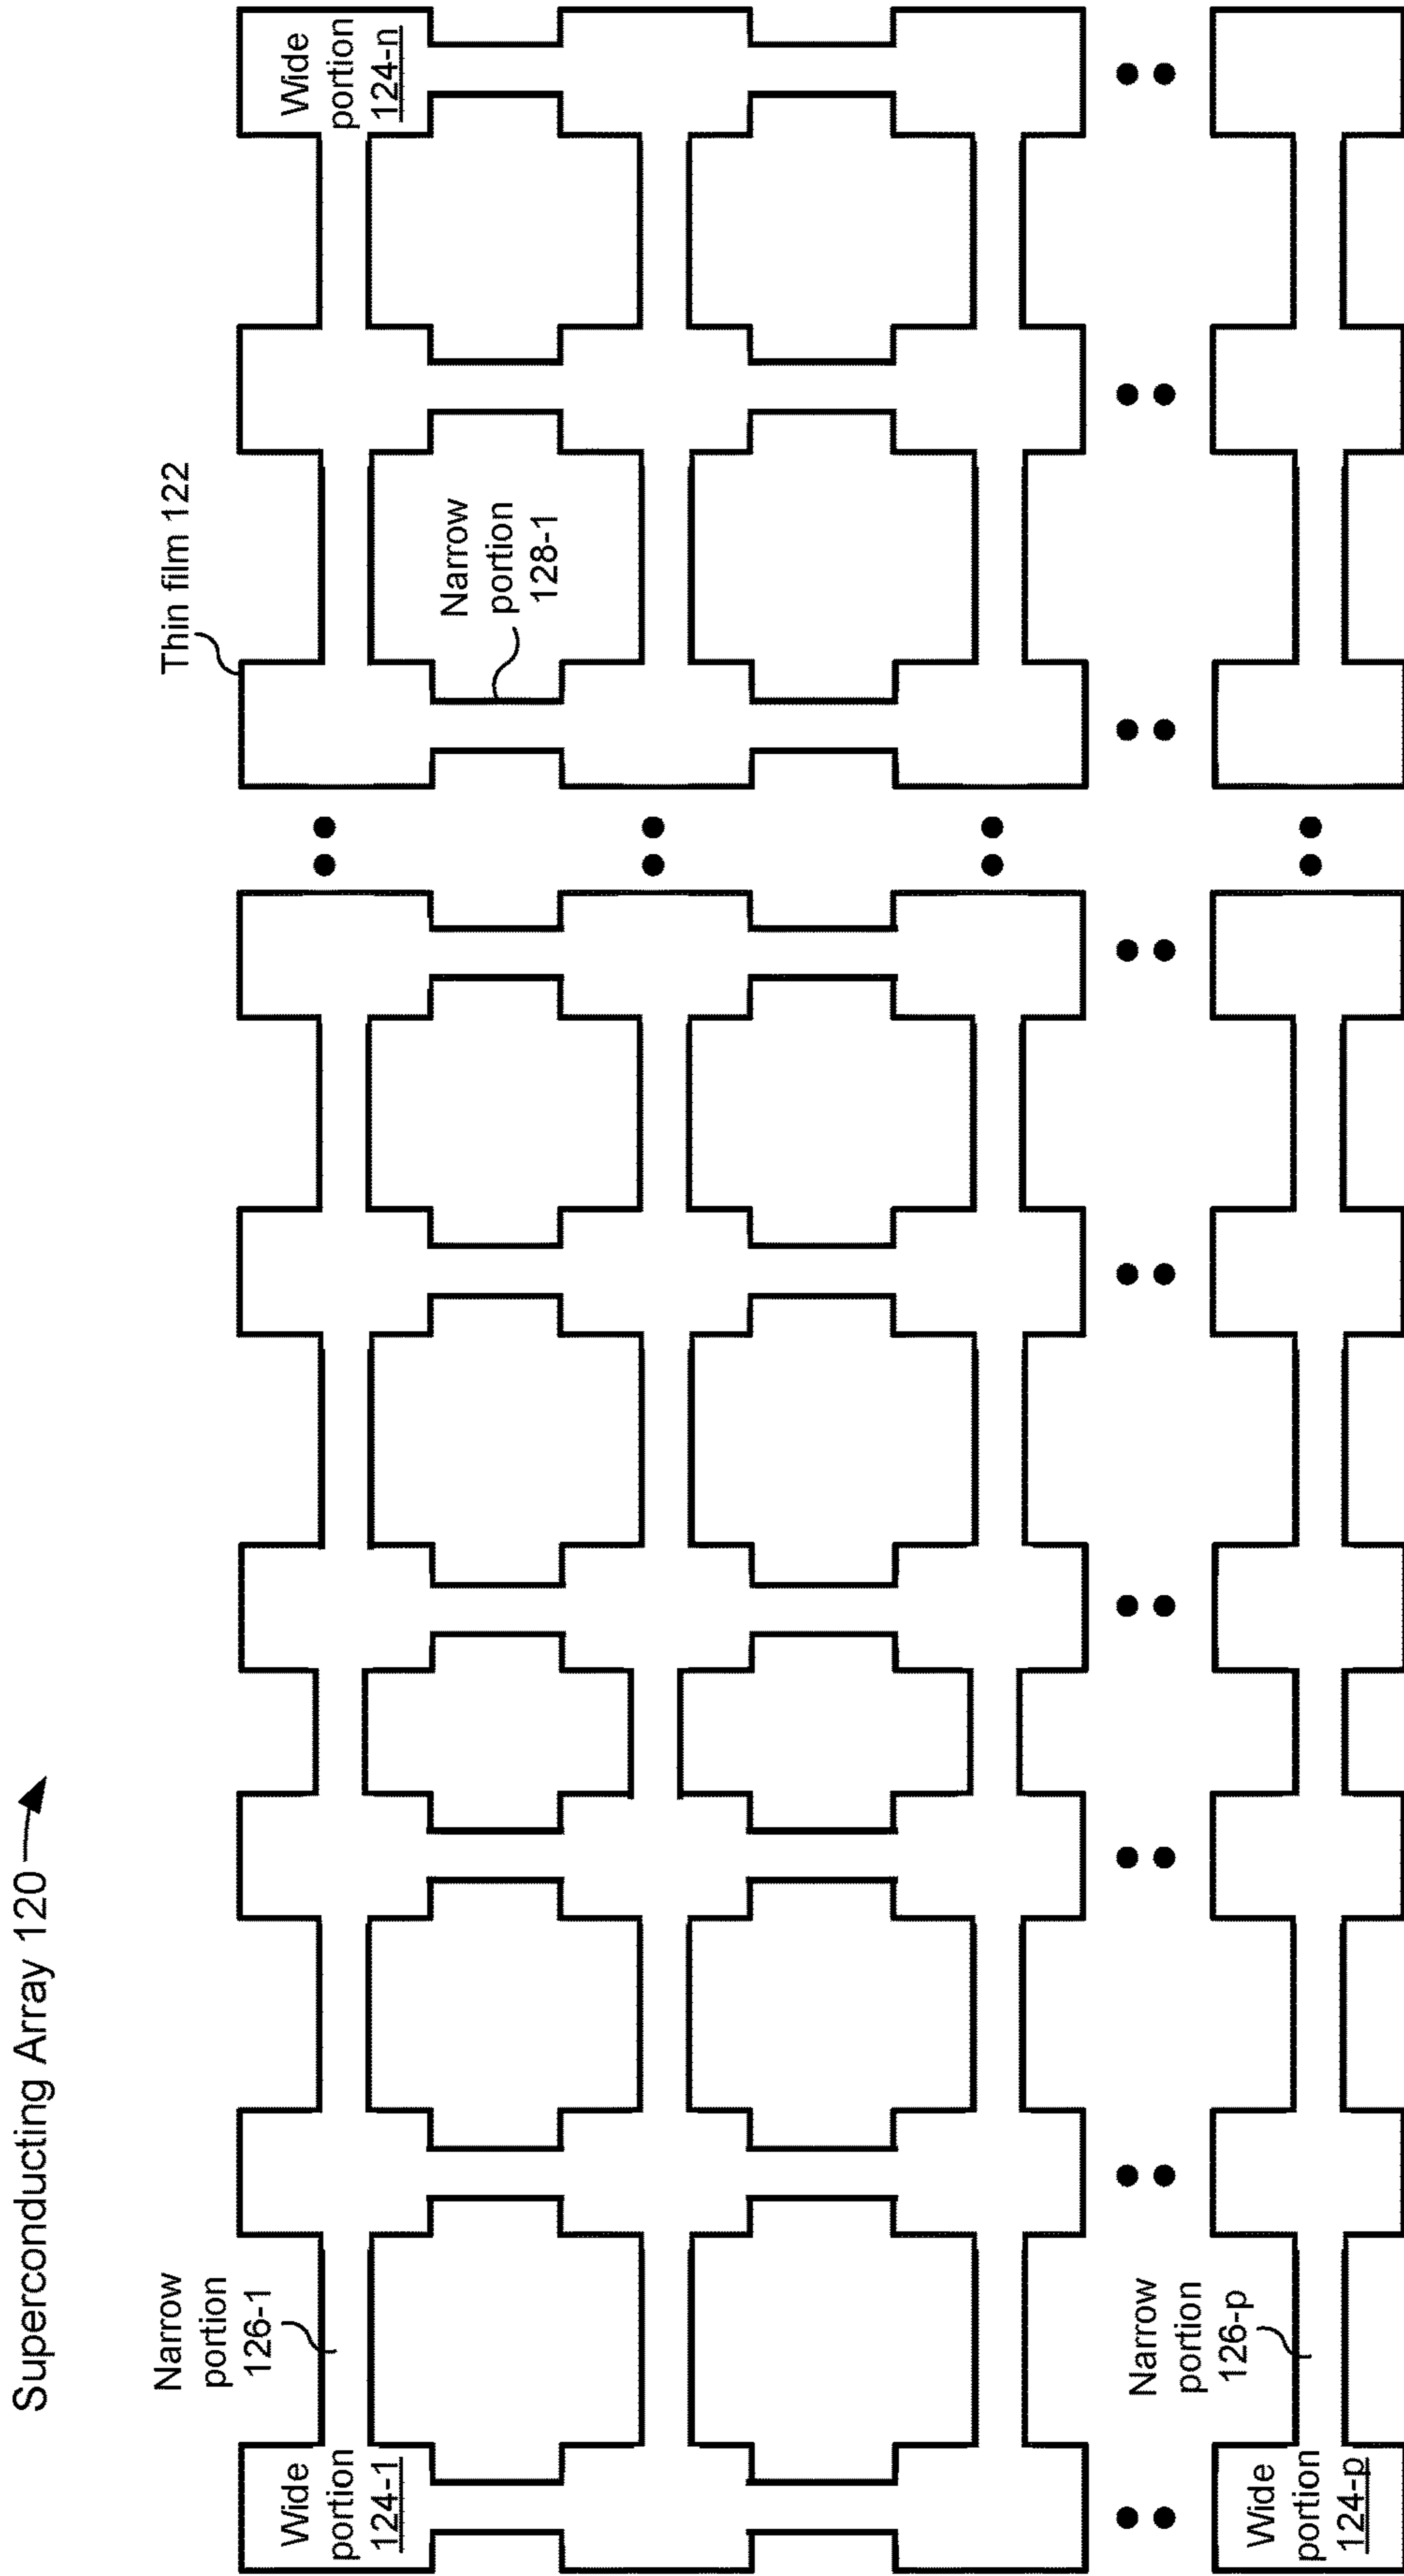 Superconducting Array 120
Thin film 122
Narrow
portion
126-1
Wide
portion
124-1
Narrow
portion
128-1
Wide
portion
124-n
Narrow
portion
126-p
Wide
portion
124-p